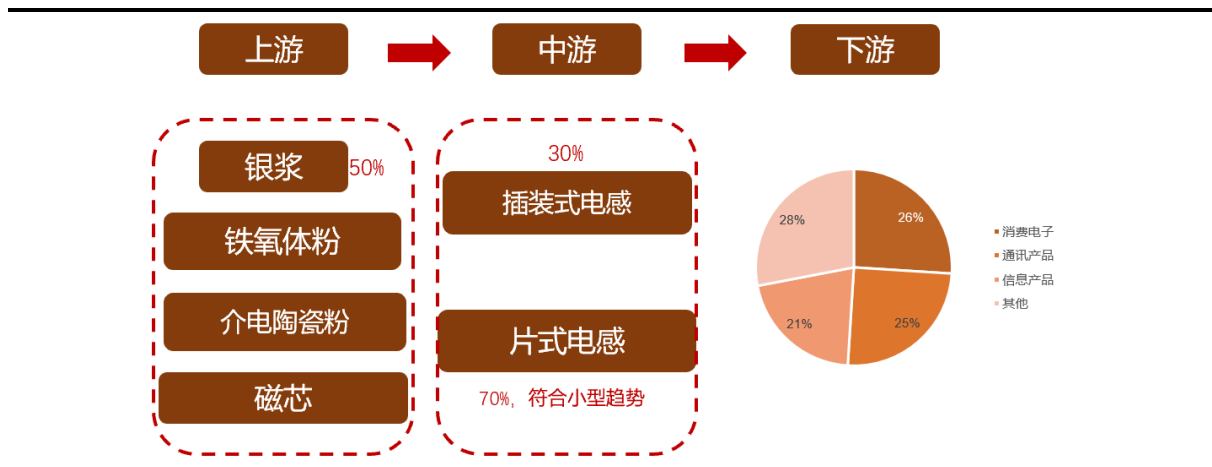 上游
中游
下游
银浆
50%
铁氧体粉
介电陶瓷粉
磁芯
30%
插装式电感
片式电感
70%，符合小型趋势
28%
26%
21%
25%
消费电子
通讯产品
信息产品
其他